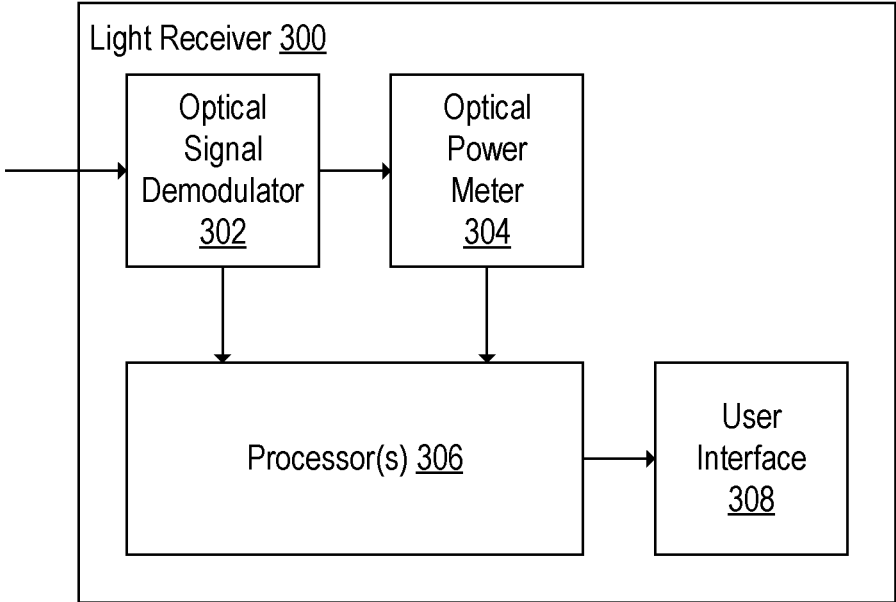 Light Receiver 300
Optical
Signal
Demodulator
302
Optical
Power
Meter
304
Processor(s) 306
User
Interface
308